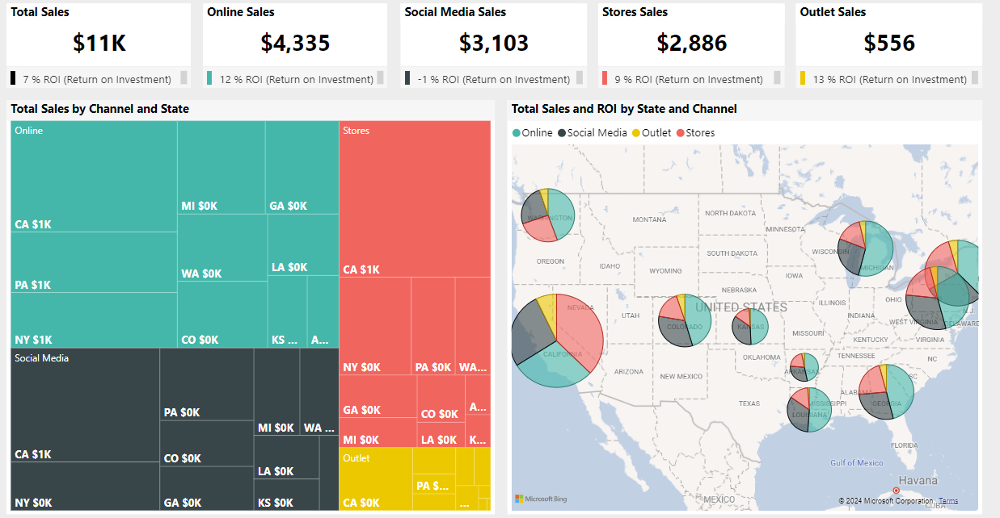 Total Sales
$11K
7 % ROI (Return on Investment)
Online Sales
$4,335
12 % ROI (Return on Investment)
Social Media Sales
$3,103
-1 % ROI (Return on Investment)
Stores Sales
$2,886
9 % ROI (Return on Investment)
Outlet Sales
$556
13 % ROI (Return on Investment)
Total Sales by Channel and State
Online
CA $1K
PA $1K
NY $1K
MI $0K
GA $0K
WA $0K
LA $0K
CO $0K
KS ...
A...
Social Media
CA $1K
NY $0K
PA $0K
CO $0K
GA $0K
MI $0K
WA ...
LA $0K
KS $0K
Stores
CA $1K
NY $0K
PA $0K
WA...
GA $0K
CO $0K
A...
MI $0K
LA $0K
K...
Outlet
CA $0K
PA $...
...
Total Sales and ROI by State and Channel
Online
Social Media
Outlet
Stores
WASHINGTON
MONTANA
NORTH DAKOTA
MINNESOTA
OREGON
IDAHO
WYOMING
SOUTH DAKOTA
WISCONSIN
MICHIGAN
IOWA
NEBRASKA
NEVADA
UTAH
COLORADO
UNITED STATES
KANSAS
ILLINOIS
INDIANA
OHIO
NJ
WEST VIRGINIA
DELAWARE
MISSOURI
KENTUCKY
VIRGINIA
CALIFORNIA
ARIZONA
NEW MEXICO
OKLAHOMA
ARKANSAS
TENNESSEE
NC
SC
TEXAS
LOUISIANA
MISSISSIPPI
ALABAMA
GEORGIA
FLORIDA
Gulf of Mexico
Havana
MEXICO
CUBA
Microsoft Bing
© 2024 Microsoft Corporation
Terms